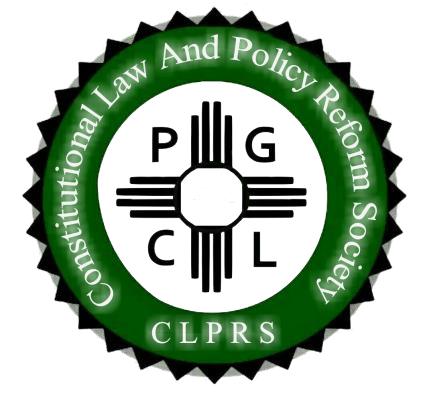 Constitutional Law And Policy Reform Society
P G
C L
CLPRS